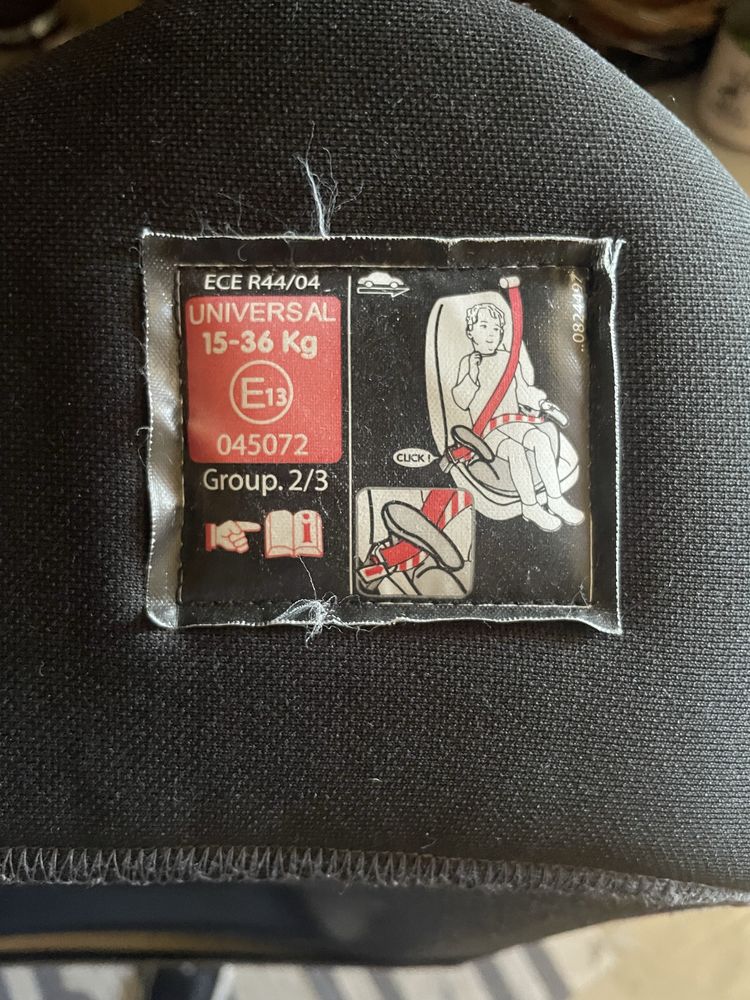 ECE R44/04
UNIVERSAL
15-36 Kg
E13
045072
Group. 2/3
i
CLICK !